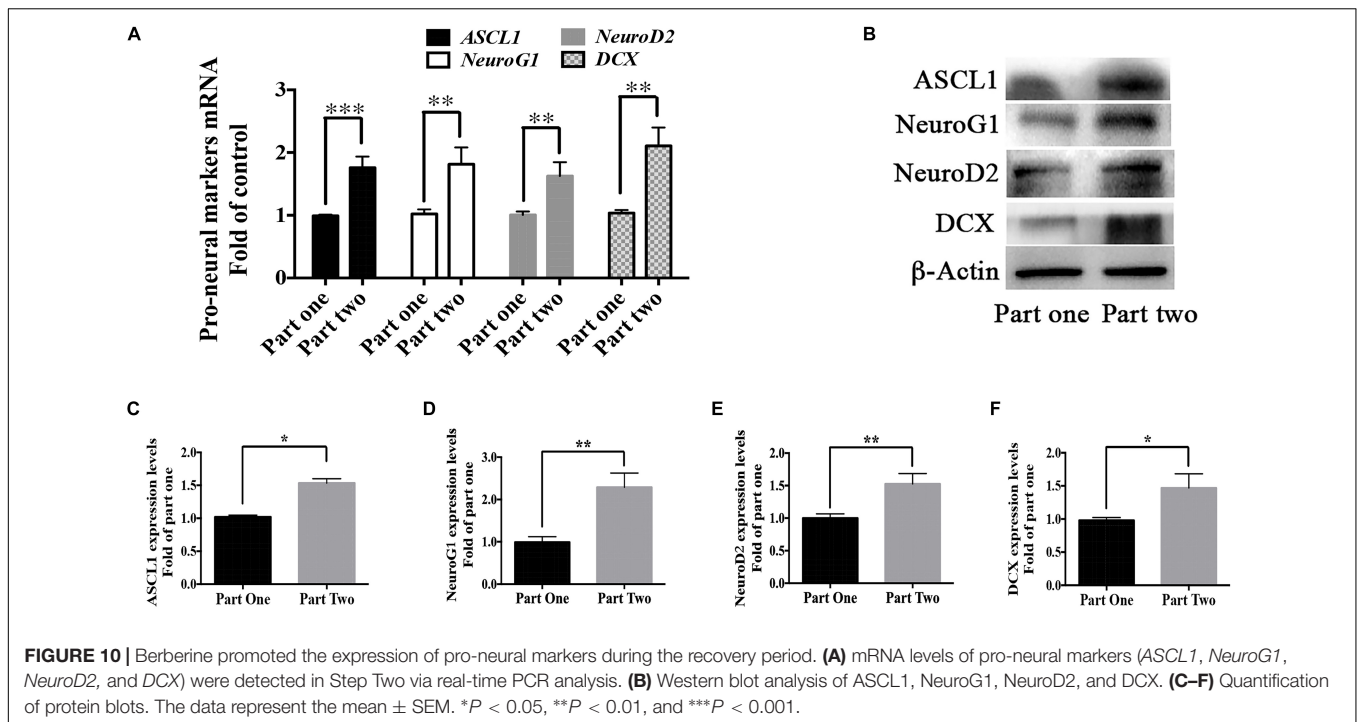 A
ASCL1 NeuroD2
NeuroG1 DCX
Pro-neural markers mRNA
Fold of control
3
2
1
0
*** ** ** **
Part one Part two Part one Part two Part one Part two Part one Part two
B
ASCL1
NeuroG1
NeuroD2
DCX
β-Actin
Part one Part two
C
ASCL1 expression levels
Fold of part one
2.0
1.5
1.0
0.5
0.0
*
Part One Part Two
D
NeuroG1 expression levels
Fold of part one
3.0
2.0
1.0
0.0
**
Part One Part Two
E
NeuroD2 expression levels
Fold of part one
2.0
1.5
1.0
0.5
0.0
**
Part One Part Two
F
DCX expression levels
Fold of part one
2.0
1.5
1.0
0.5
0.0
*
Part One Part Two
FIGURE 10 | Berberine promoted the expression of pro-neural markers during the recovery period. (A) mRNA levels of pro-neural markers (ASCL1, NeuroG1,
NeuroD2, and DCX) were detected in Step Two via real-time PCR analysis. (B) Western blot analysis of ASCL1, NeuroG1, NeuroD2, and DCX. (C–F) Quantification
of protein blots. The data represent the mean ± SEM. *P < 0.05, **P < 0.01, and ***P < 0.001.